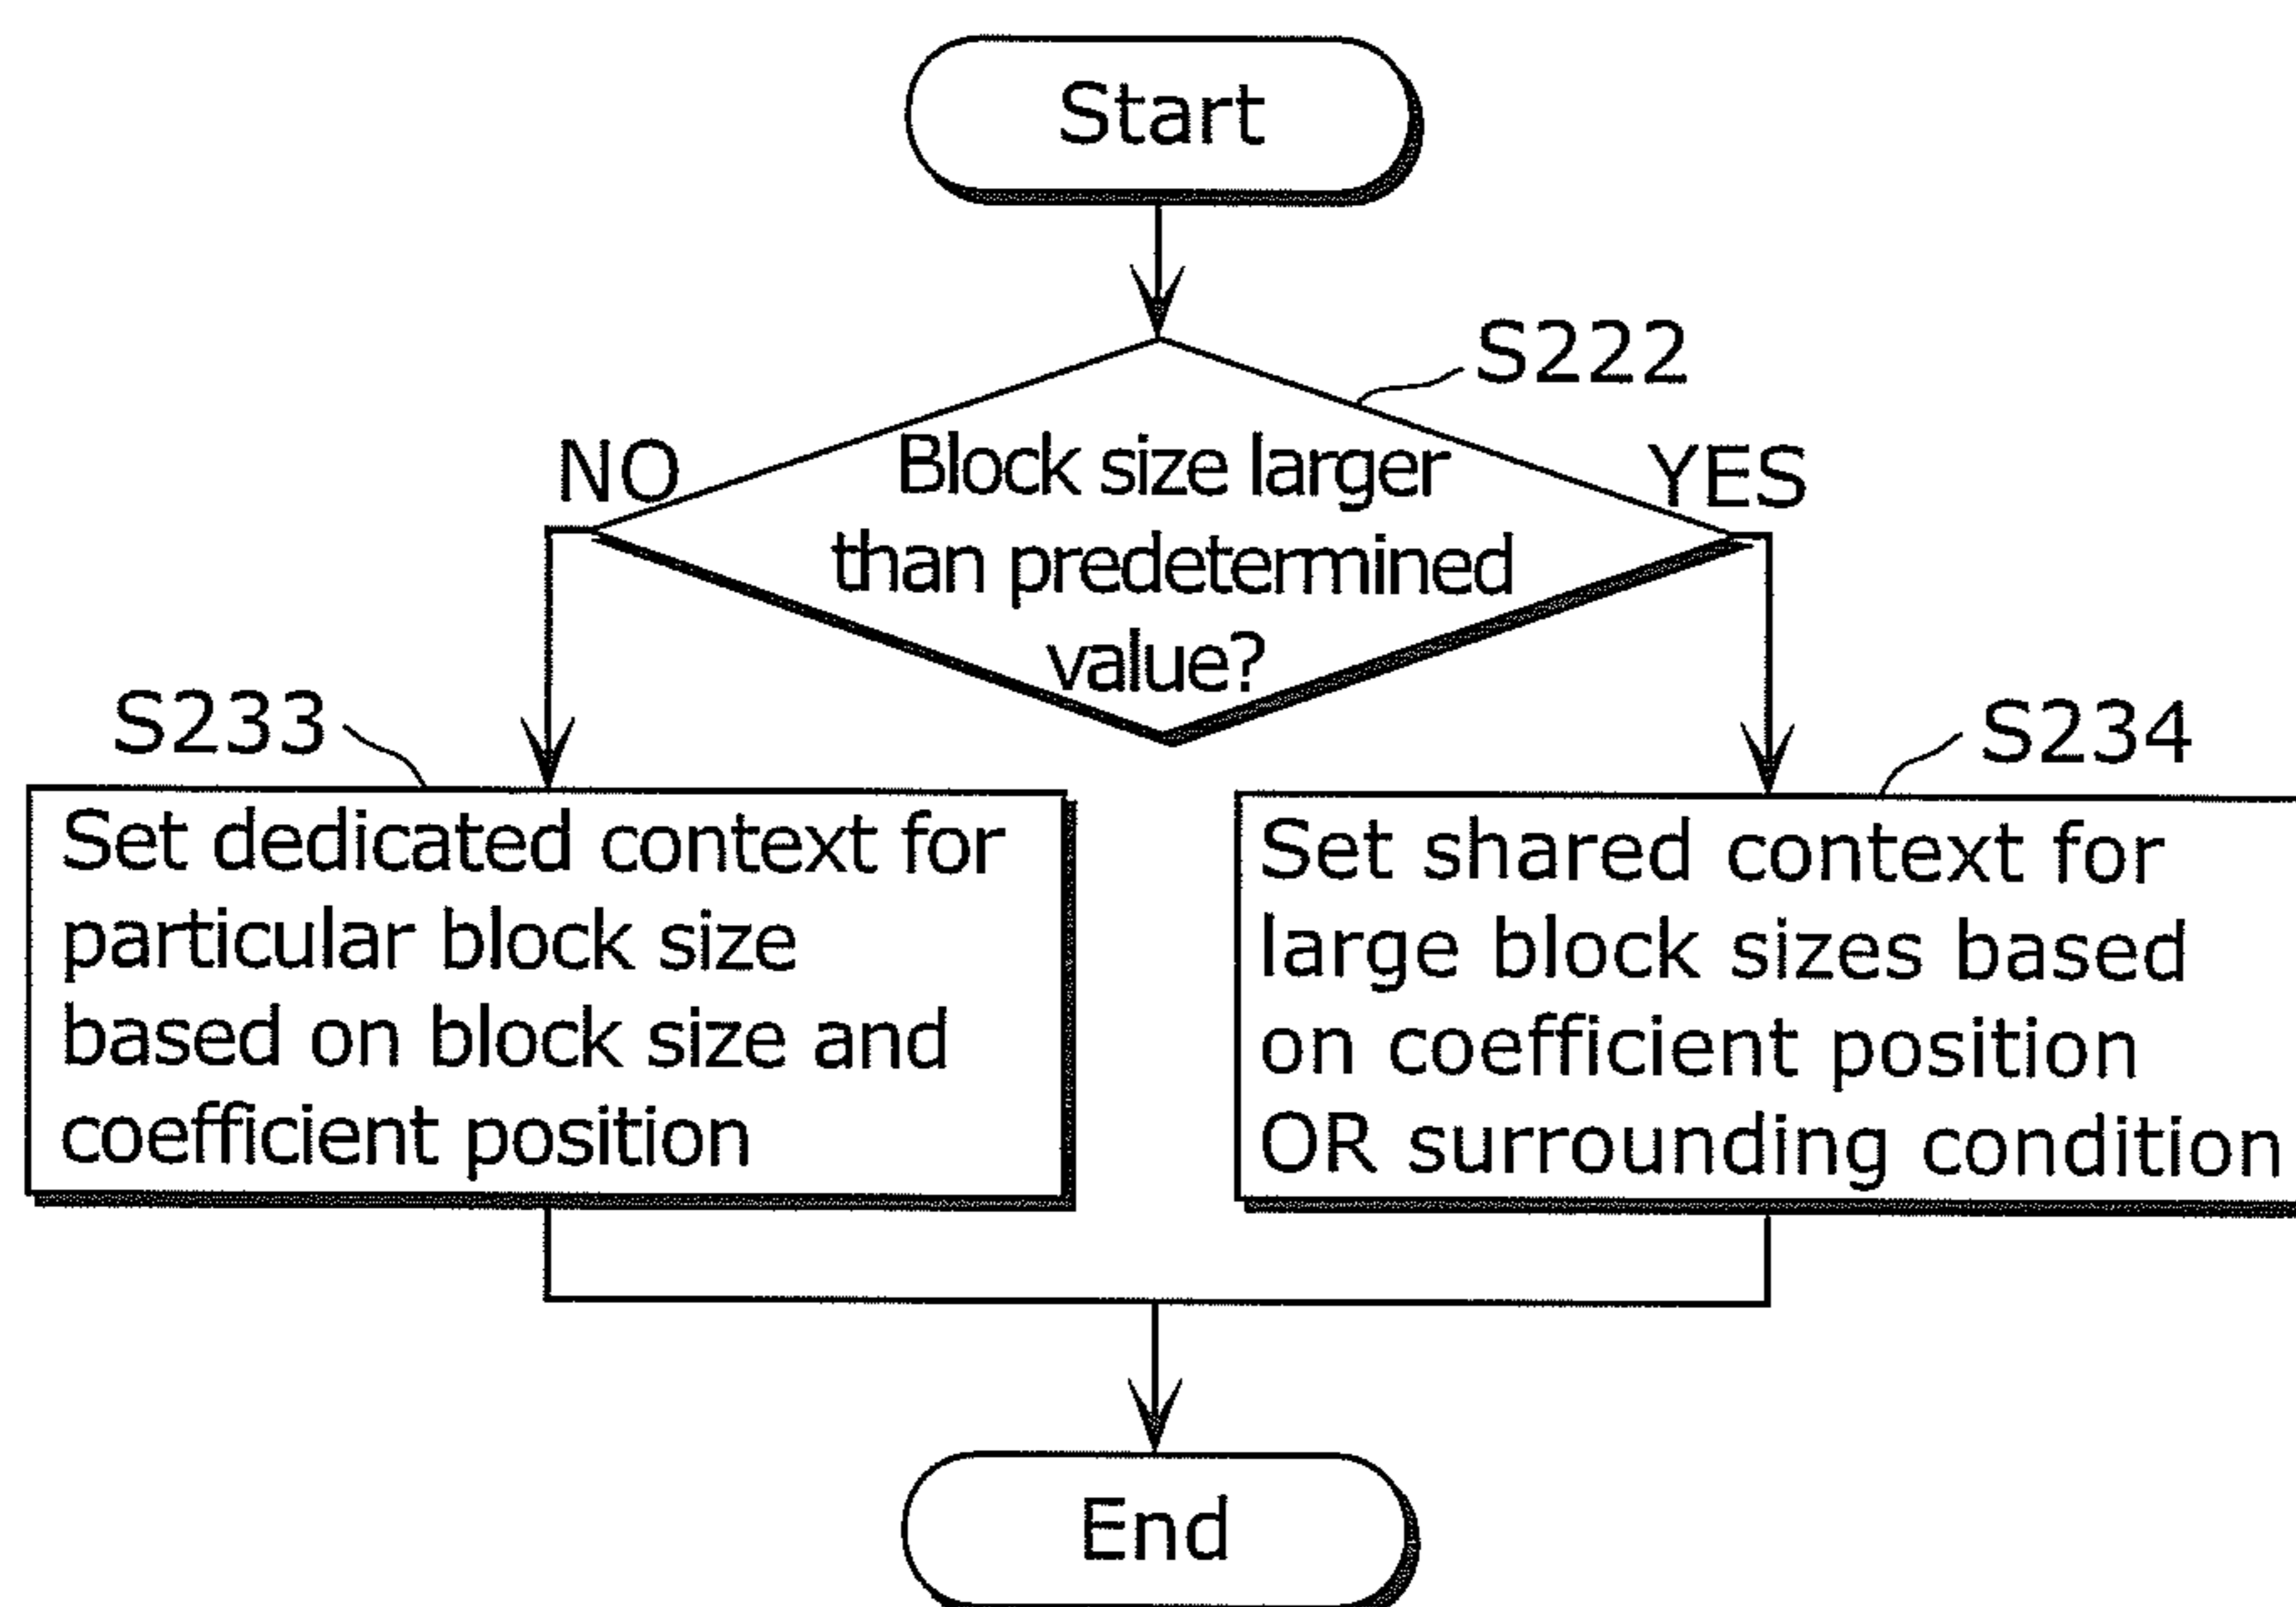 Start
S222
NO
YES
Block size larger
than predetermined
value?
S233
S234
Set dedicated context for
particular block size
based on block size and
coefficient position
Set shared context for
large block sizes based
on coefficient position
OR surrounding condition
End